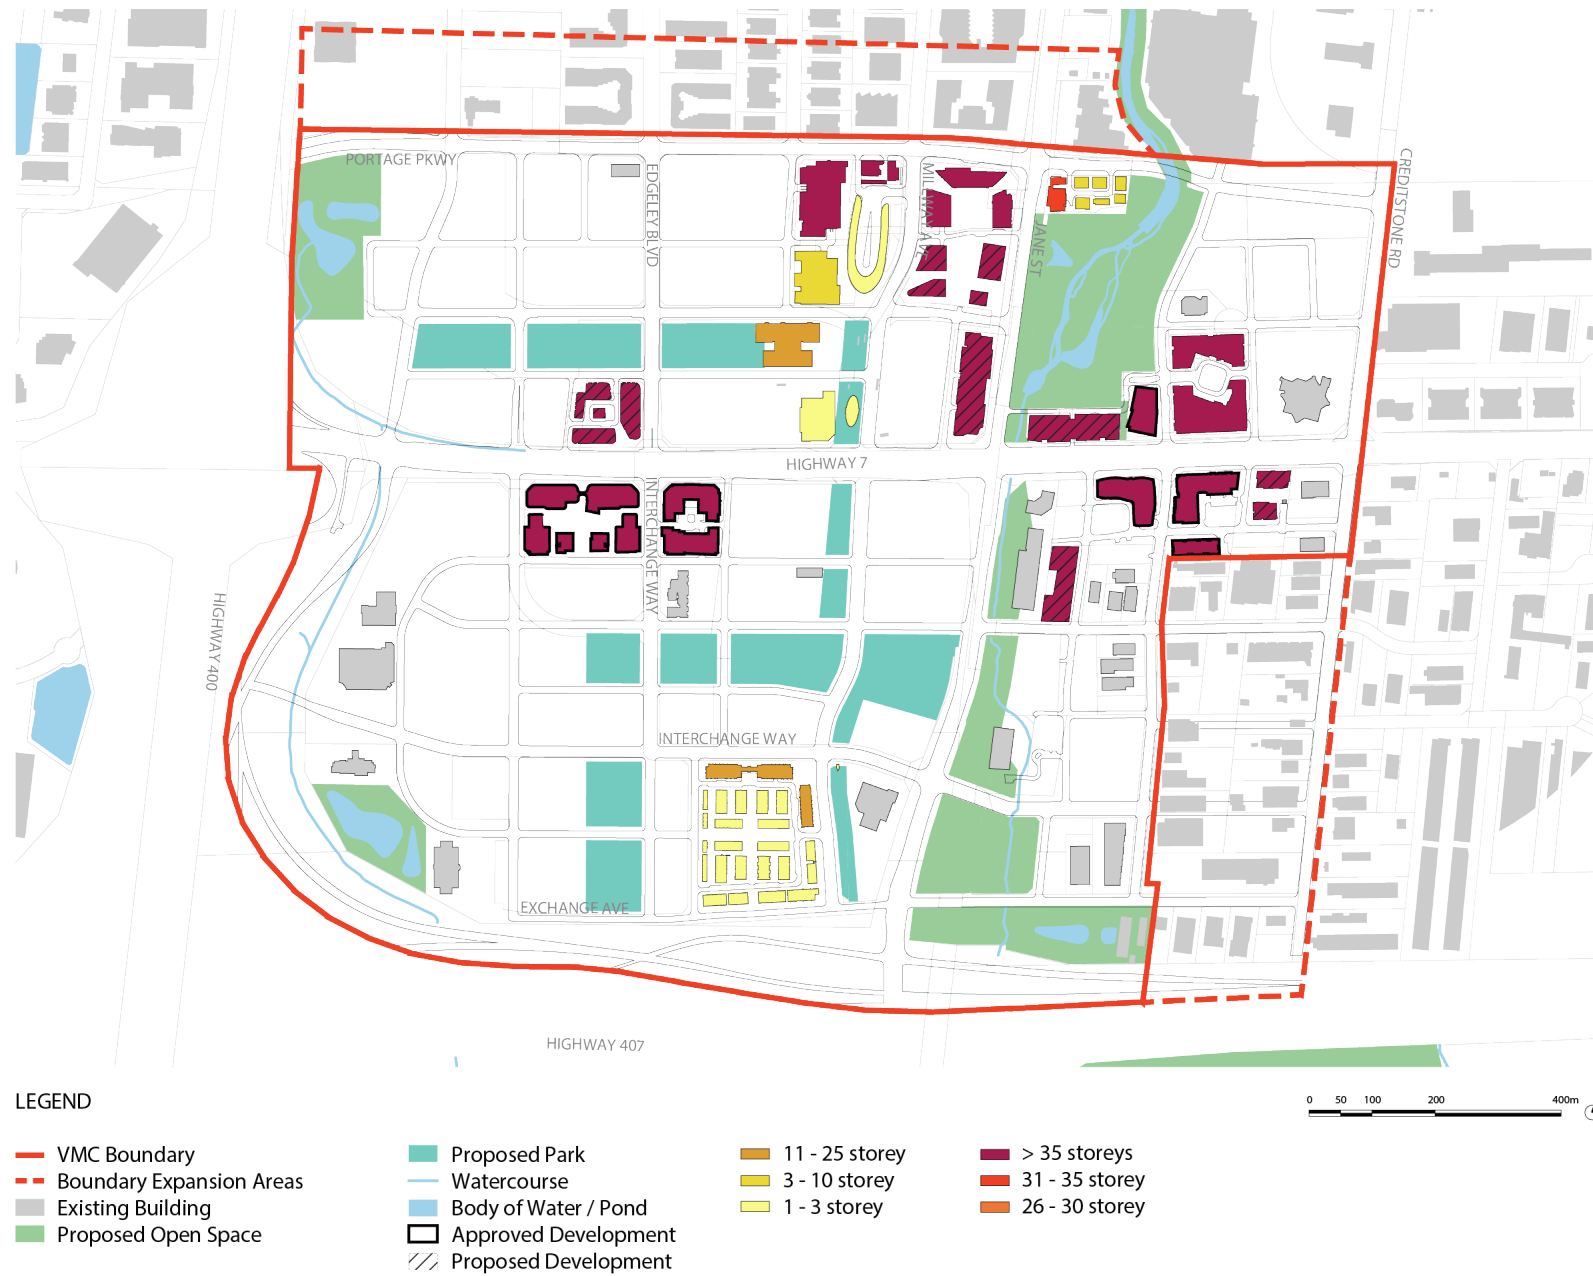 PORTAGE PKWY
EDGELEY BLVD
MILLWAY AVE
JANE ST
CREDITSTONE RD
HIGHWAY 7
INTERCHANGE WAY
HIGHWAY 400
INTERCHANGE WAY
EXCHANGE AVE
HIGHWAY 407
LEGEND
0 50 100 200 400m
VMC Boundary
Boundary Expansion Areas
Existing Building
Proposed Open Space
Proposed Park
Watercourse
Body of Water / Pond
Approved Development
Proposed Development
11 - 25 storey
3 - 10 storey
1 - 3 storey
> 35 storeys
31 - 35 storey
26 - 30 storey